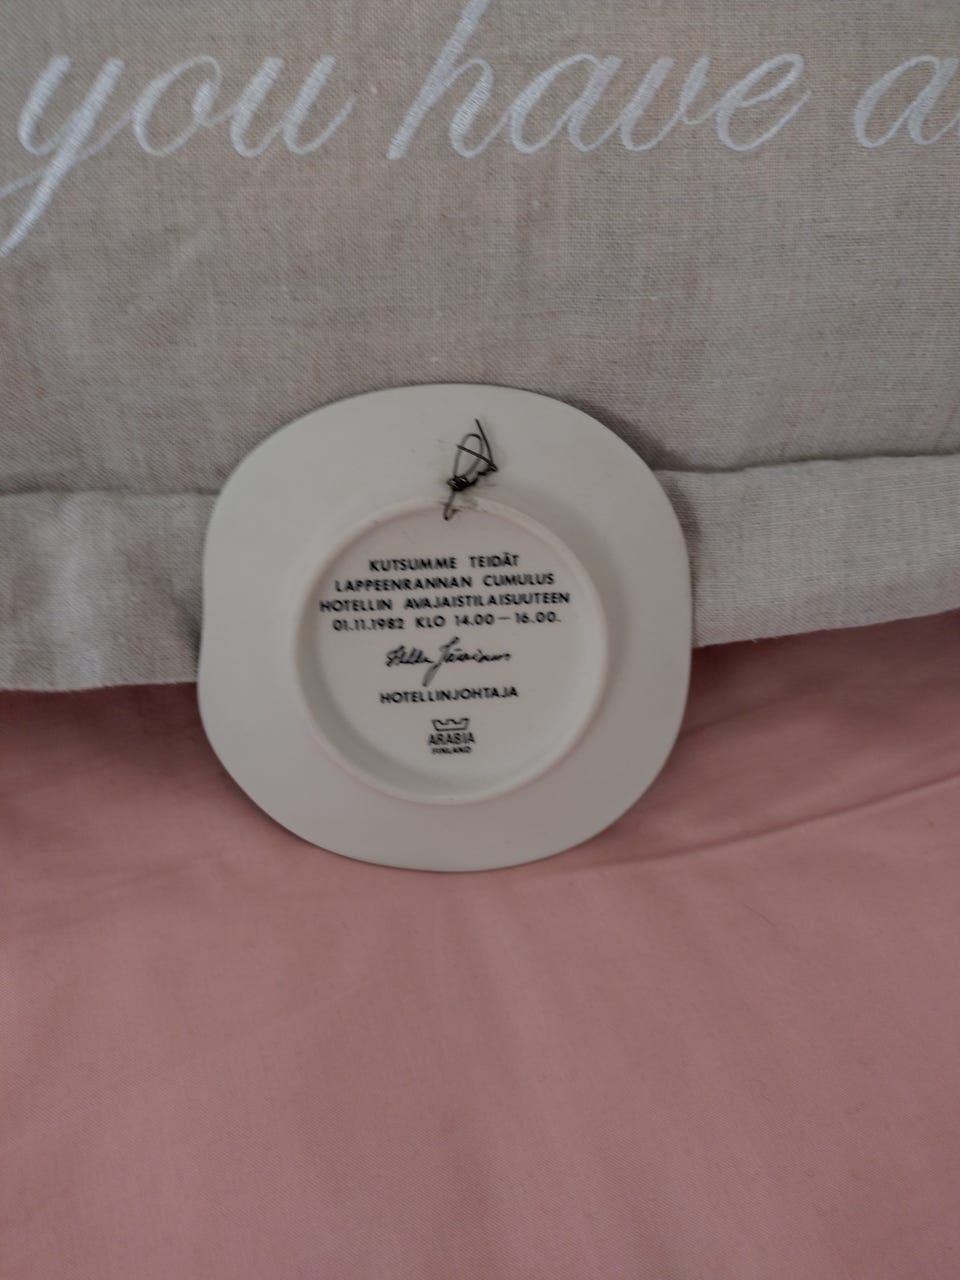 you have a
KUTSUMME TEIDÄT
LAPPEENRANNAN CUMULUS
HOTELLIN AVAJAISTILAISUUTEEN
01.11.1982 KLO 14.00 – 16.00.
HOTELLINJOHTAJA
ARABIA
FINLAND